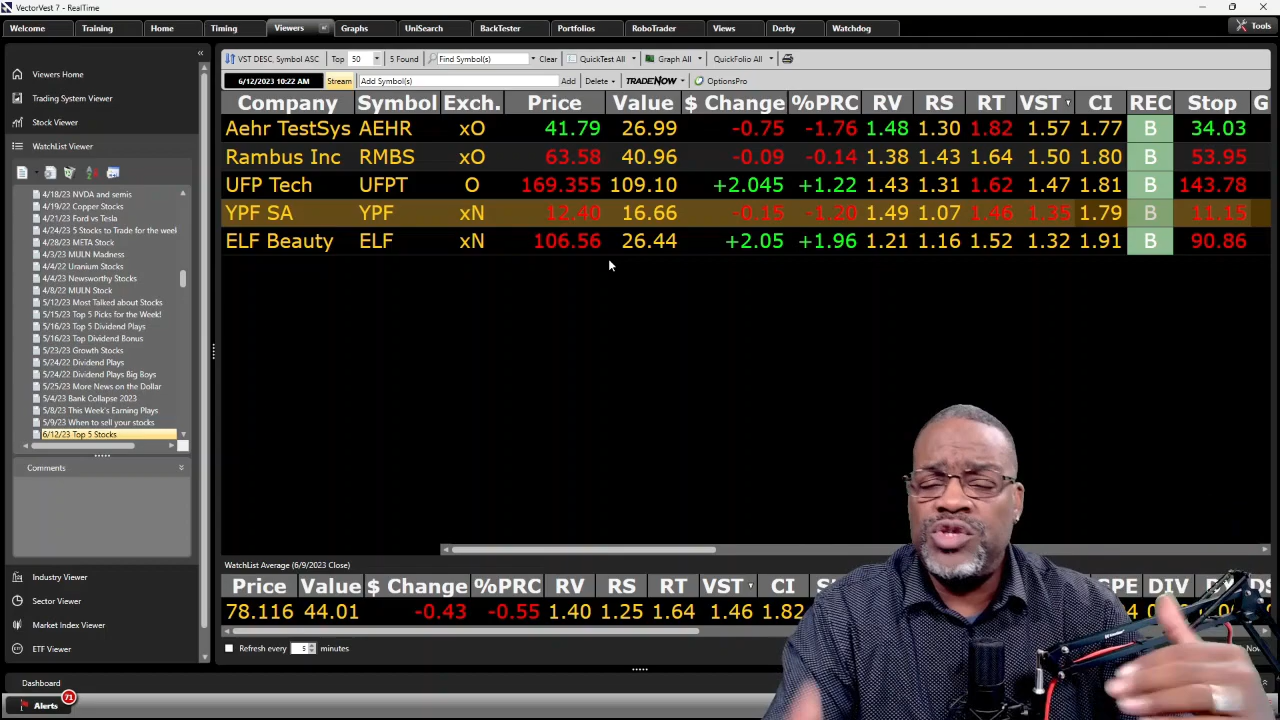 VectorVest 7 - RealTime
Welcome Training Home Timing Viewers Graphs UniSearch BackTester Portfolios RoboTrader Views Derby Watchdog Tools
VST DESC, Symbol ASC Top 50 5 Found Find Symbol(s) Clear QuickTest All Graph All QuickFolio All
6/12/2023 10:22 AM Stream Add Symbol(s) Add Delete TRADENOW OptionsPro
Viewers Home
Trading System Viewer
Stock Viewer
WatchList Viewer
4/18/23 NVDA and semis
4/19/22 Copper Stocks
4/21/23 Ford vs Tesla
4/24/23 5 Stocks to Trade for the week
4/28/23 META Stock
4/3/23 MULN Madness
4/4/22 Uranium Stocks
4/4/23 Newsworthy Stocks
4/8/22 MULN Stock
5/12/23 Most Talked about Stocks
5/15/23 Top 5 Picks for the Week!
5/16/23 Top 5 Dividend Plays
5/16/23 Top Dividend Bonus
5/23/23 Growth Stocks
5/24/22 Dividend Plays
5/24/22 Dividend Plays Big Boys
5/25/23 More News on the Dollar
5/4/23 Bank Collapse 2023
5/8/23 This Week's Earning Plays
5/9/23 When to sell your stocks
6/12/23 Top 5 Stocks
Comments
Industry Viewer
Sector Viewer
Market Index Viewer
ETF Viewer
Company Symbol Exch. Price Value $ Change %PRC RV RS RT VST CI REC Stop G
Aehr TestSys AEHR xO 41.79 26.99 -0.75 -1.76 1.48 1.30 1.82 1.57 1.77 B 34.03
Rambus Inc RMBS xO 63.58 40.96 -0.09 -0.14 1.38 1.43 1.64 1.50 1.80 B 53.95
UFP Tech UFPT O 169.355 109.10 +2.045 +1.22 1.43 1.31 1.62 1.47 1.81 B 143.78
YPF SA YPF xN 12.40 16.66 -0.15 -1.20 1.49 1.07 1.46 1.35 1.79 B 11.15
ELF Beauty ELF xN 106.56 26.44 +2.05 +1.96 1.21 1.16 1.52 1.32 1.91 B 90.86
WatchList Average (6/9/2023 Close)
Price Value $ Change %PRC RV RS RT VST CI DIV
78.116 44.01 -0.43 -0.55 1.40 1.25 1.64 1.46 1.82
Refresh every 5 minutes
Dashboard
Alerts 71